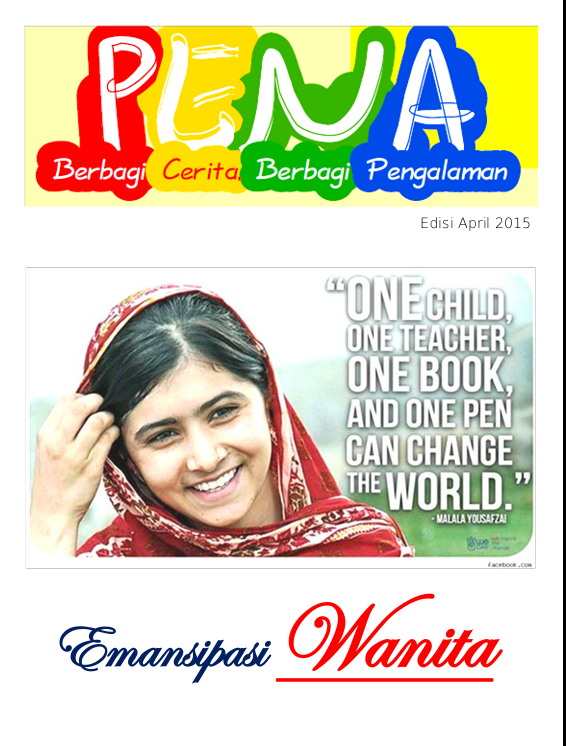 PENA
Berbagi Cerita, Berbagi Pengalaman
Edisi April 2015
“ONE CHILD,
ONE TEACHER,
ONE BOOK,
AND ONE PEN
CAN CHANGE
THE WORLD.”
- MALALA YOUSAFZAI
we
facebook.com
Emansipasi Wanita